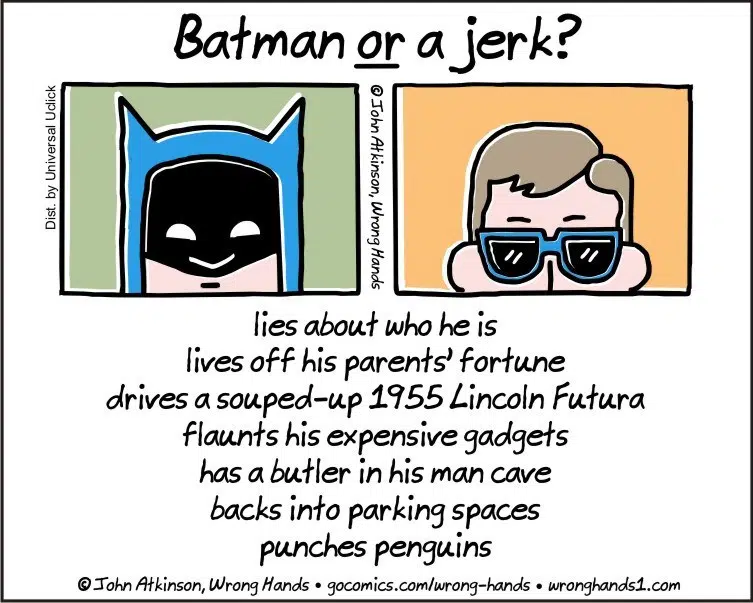 Batman or a jerk?
Dist. by Universal Uclick
© John Atkinson, Wrong Hands
lies about who he is
lives off his parents' fortune
drives a souped-up 1955 Lincoln Futura
flaunts his expensive gadgets
has a butler in his man cave
backs into parking spaces
punches penguins
© John Atkinson, Wrong Hands • gocomics.com/wrong-hands • wronghands1.com